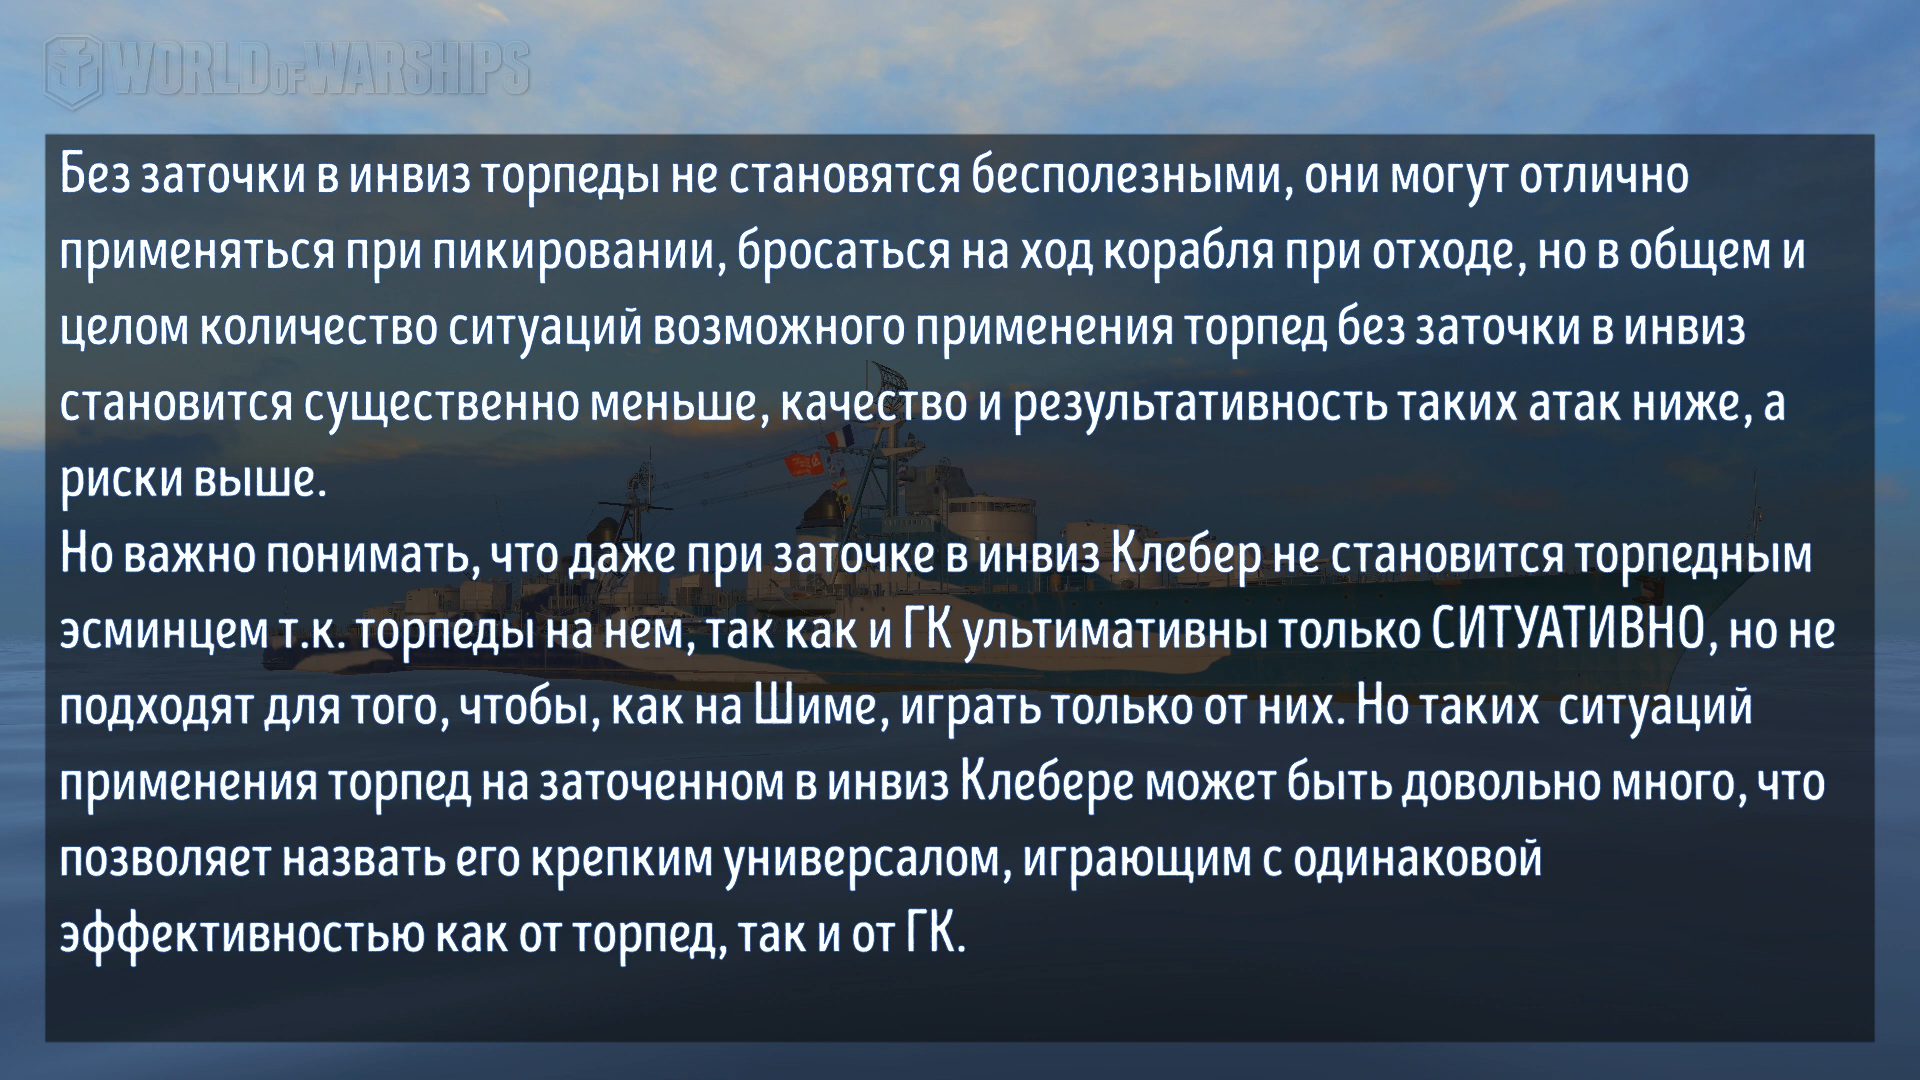 WORLD OF WARSHIPS
Без заточки в инвиз торпеды не становятся бесполезными, они могут отлично
применяться при пикировании, бросаться на ход корабля при отходе, но в общем и
целом количество ситуаций возможного применения торпед без заточки в инвиз
становится существенно меньше, качество и результативность таких атак ниже, а
риски выше.
Но важно понимать, что даже при заточке в инвиз Клебер не становится торпедным
эсминцем т.к. торпеды на нем, так как и ГК ультимативны только СИТУАТИВНО, но не
подходят для того, чтобы, как на Шиме, играть только от них. Но таких  ситуаций
применения торпед на заточенном в инвиз Клебере может быть довольно много, что
позволяет назвать его крепким универсалом, играющим с одинаковой
эффективностью как от торпед, так и от ГК.